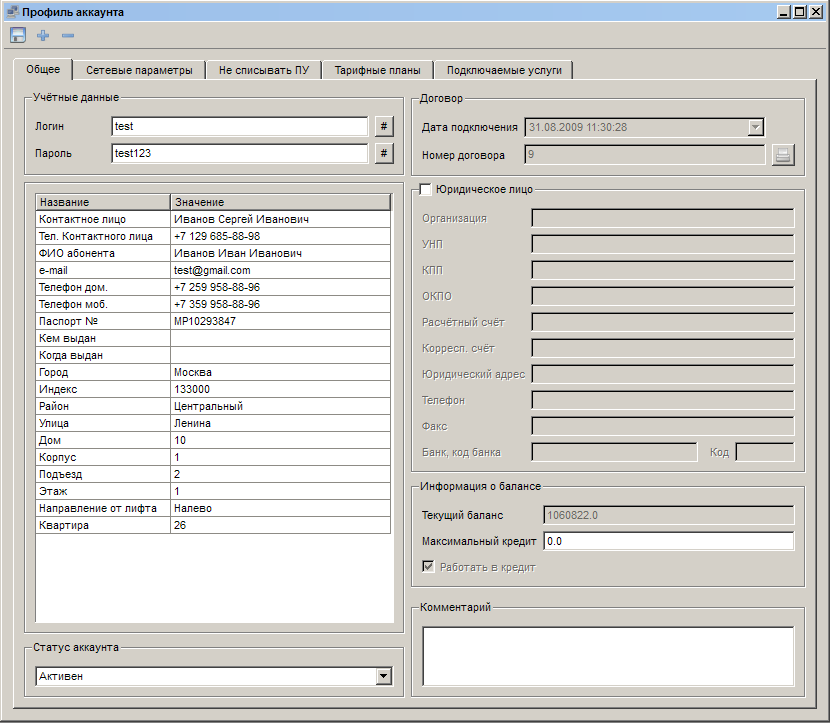 Профиль аккаунта
Общее Сетевые параметры Не списывать ПУ Тарифные планы Подключаемые услуги
Учётные данные
Логин test #
Пароль test123 #
Название Значение
Контактное лицо Иванов Сергей Иванович
Тел. Контактного лица +7 129 685-88-98
ФИО абонента Иванов Иван Иванович
e-mail test@gmail.com
Телефон дом. +7 259 958-88-96
Телефон моб. +7 359 958-88-96
Паспорт № МР10293847
Кем выдан
Когда выдан
Город Москва
Индекс 133000
Район Центральный
Улица Ленина
Дом 10
Корпус 1
Подъезд 2
Этаж 1
Направление от лифта Налево
Квартира 26
Статус аккаунта
Активен
Договор
Дата подключения 31.08.2009 11:30:28
Номер договора 9
Юридическое лицо
Организация
УНП
КПП
ОКПО
Расчётный счёт
Корресп. счёт
Юридический адрес
Телефон
Факс
Банк, код банка Код
Информация о балансе
Текущий баланс 1060822.0
Максимальный кредит 0.0
Работать в кредит
Комментарий